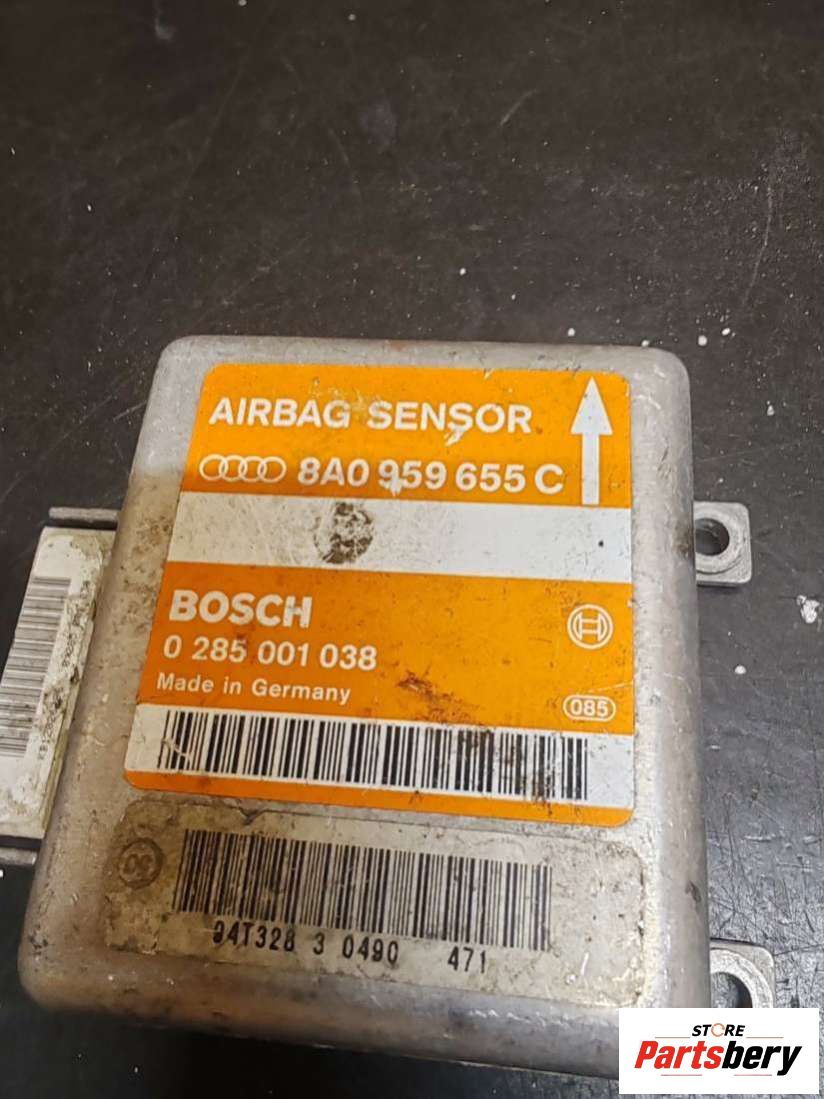 AIRBAG SENSOR
8A0 959 655 C
BOSCH
0 285 001 038
Made in Germany
085
94T328 3 0490 471
STORE
Partsbery